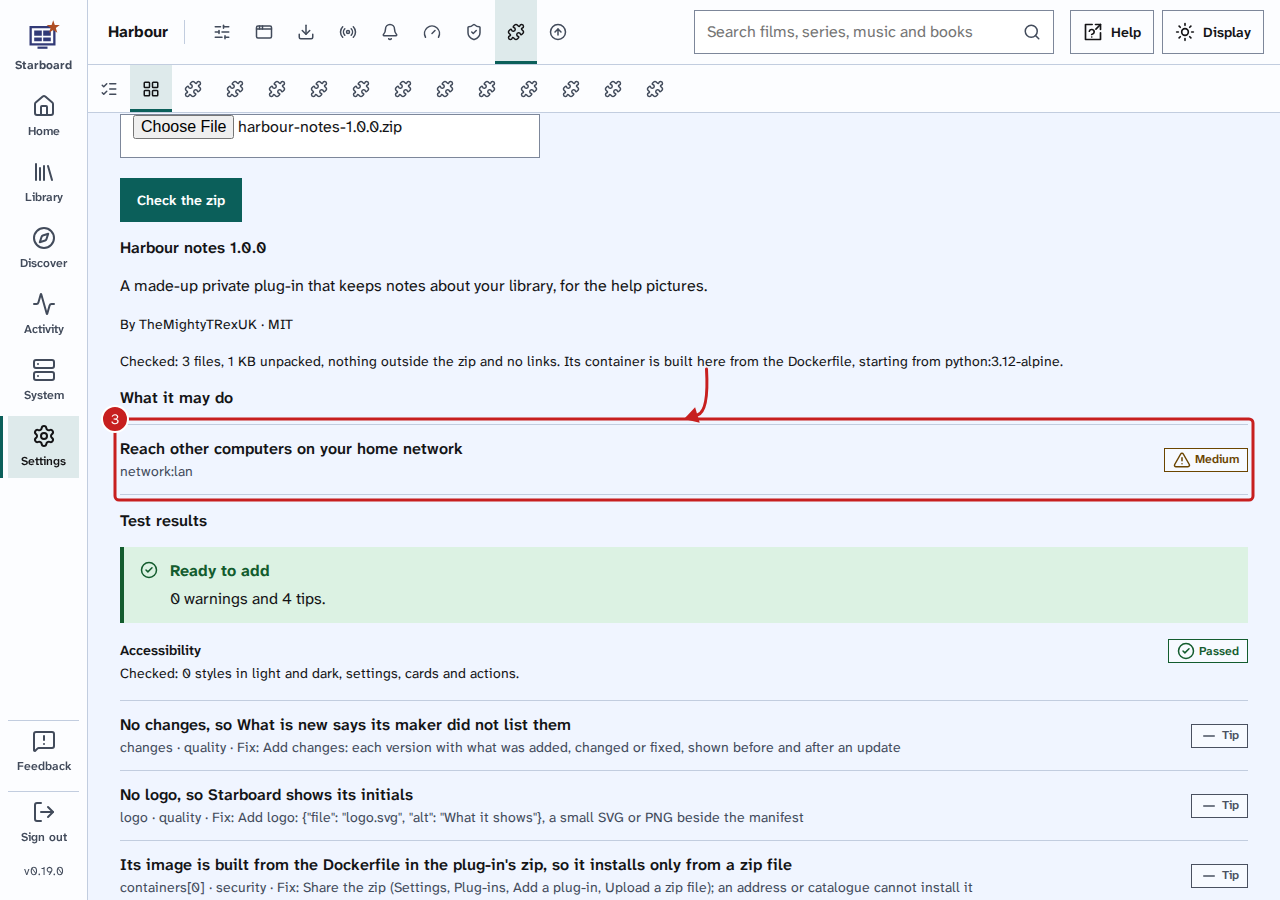 Starboard
Harbour
Search films, series, music and books
Help
Display
Home
Library
Discover
Activity
System
Settings
Feedback
Sign out
v0.19.0
Choose File harbour-notes-1.0.0.zip
Check the zip
Harbour notes 1.0.0
A made-up private plug-in that keeps notes about your library, for the help pictures.
By TheMightyTRexUK · MIT
Checked: 3 files, 1 KB unpacked, nothing outside the zip and no links. Its container is built here from the Dockerfile, starting from python:3.12-alpine.
What it may do
3
Reach other computers on your home network
network:lan
Medium
Test results
Ready to add
0 warnings and 4 tips.
Accessibility
Checked: 0 styles in light and dark, settings, cards and actions.
Passed
No changes, so What is new says its maker did not list them
changes · quality · Fix: Add changes: each version with what was added, changed or fixed, shown before and after an update
Tip
No logo, so Starboard shows its initials
logo · quality · Fix: Add logo: {"file": "logo.svg", "alt": "What it shows"}, a small SVG or PNG beside the manifest
Tip
Its image is built from the Dockerfile in the plug-in's zip, so it installs only from a zip file
containers[0] · security · Fix: Share the zip (Settings, Plug-ins, Add a plug-in, Upload a zip file); an address or catalogue cannot install it
Tip